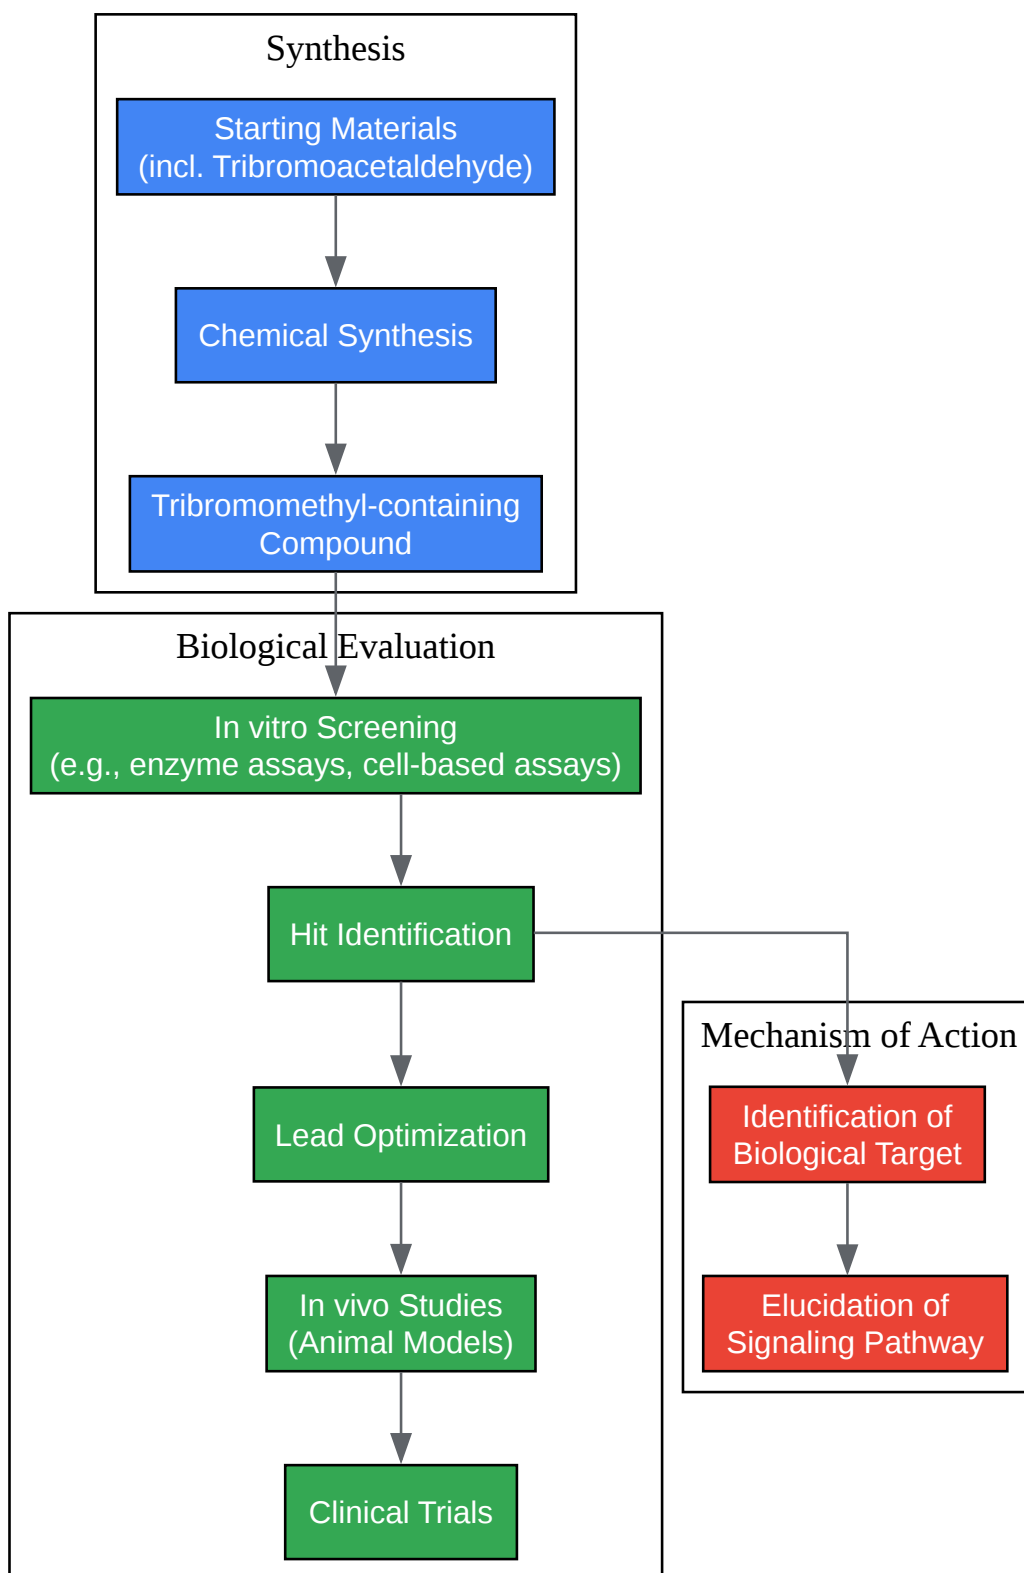 Synthesis
Starting Materials
(incl. Tribromoacetaldehyde)
Chemical Synthesis
Tribromomethyl-containing
Compound
Biological Evaluation
In vitro Screening
(e.g., enzyme assays, cell-based assays)
Hit Identification
Lead Optimization
In vivo Studies
(Animal Models)
Clinical Trials
Mechanism of Action
Identification of
Biological Target
Elucidation of
Signaling Pathway